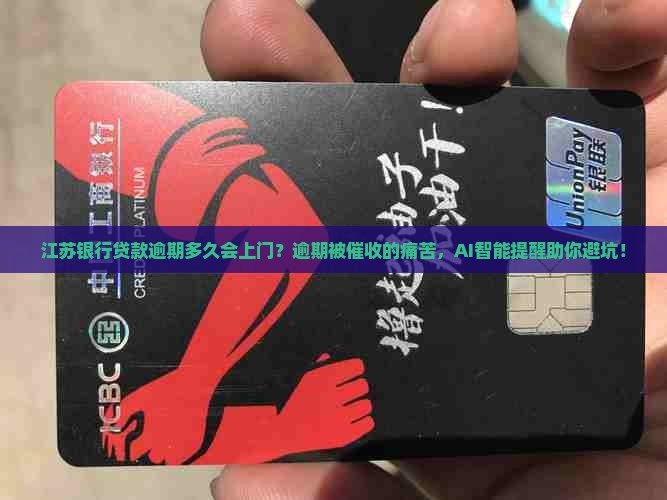 江苏银行贷款逾期多久会上门？逾期被催收的痛苦，AI智能提醒助你避坑！
ICBC
中国工商银行
CREDIT PLATINUM
撸起袖子
加油干！
UnionPay
银联